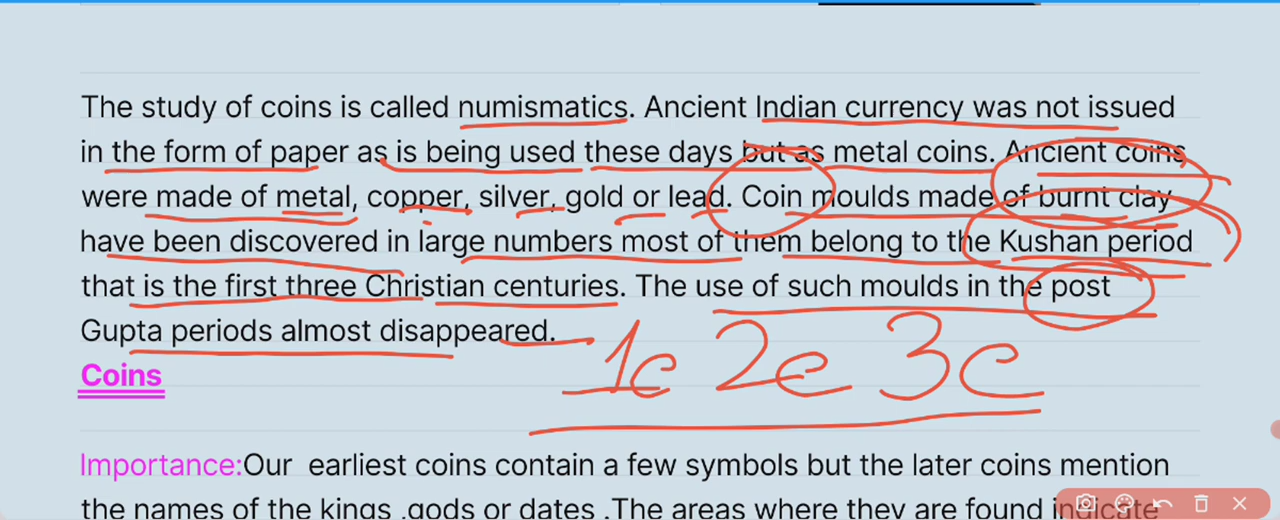 The study of coins is called numismatics. Ancient Indian currency was not issued
in the form of paper as is being used these days but as metal coins. Ancient coins
were made of metal, copper, silver, gold or lead. Coin moulds made of burnt clay
have been discovered in large numbers most of them belong to the Kushan period
that is the first three Christian centuries. The use of such moulds in the post
Gupta periods almost disappeared.
1c 2c 3c
Coins
Importance:Our earliest coins contain a few symbols but the later coins mention
the names of the kings ,gods or dates .The areas where they are found indicate